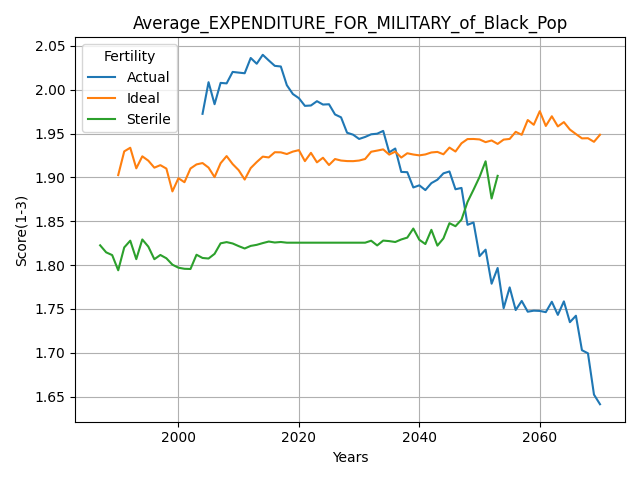 Average_EXPENDITURE_FOR_MILITARY_of_Black_Pop
Fertility
Actual
Ideal
Sterile
Score(1-3)
2.05
2.00
1.95
1.90
1.85
1.80
1.75
1.70
1.65
2000 2020 2040 2060
Years